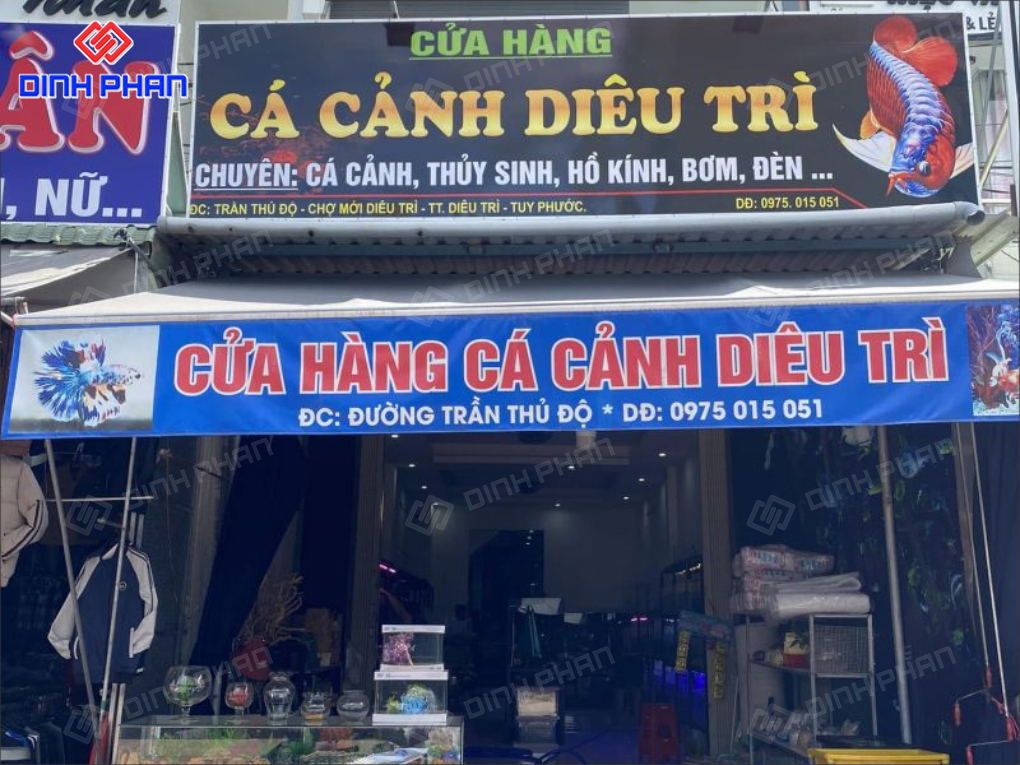 DINH PHAN
ÂN
, NỮ...
& LẺ
CỬA HÀNG
CÁ CẢNH DIÊU TRÌ
CHUYÊN: CÁ CẢNH, THỦY SINH, HỒ KÍNH, BƠM, ĐÈN ...
ĐC: TRẦN THỦ ĐỘ - CHỢ MỚI DIÊU TRÌ - TT. DIÊU TRÌ - TUY PHƯỚC.
DĐ: 0975. 015 051
CỬA HÀNG CÁ CẢNH DIÊU TRÌ
ĐC: ĐƯỜNG TRẦN THỦ ĐỘ * DĐ: 0975 015 051